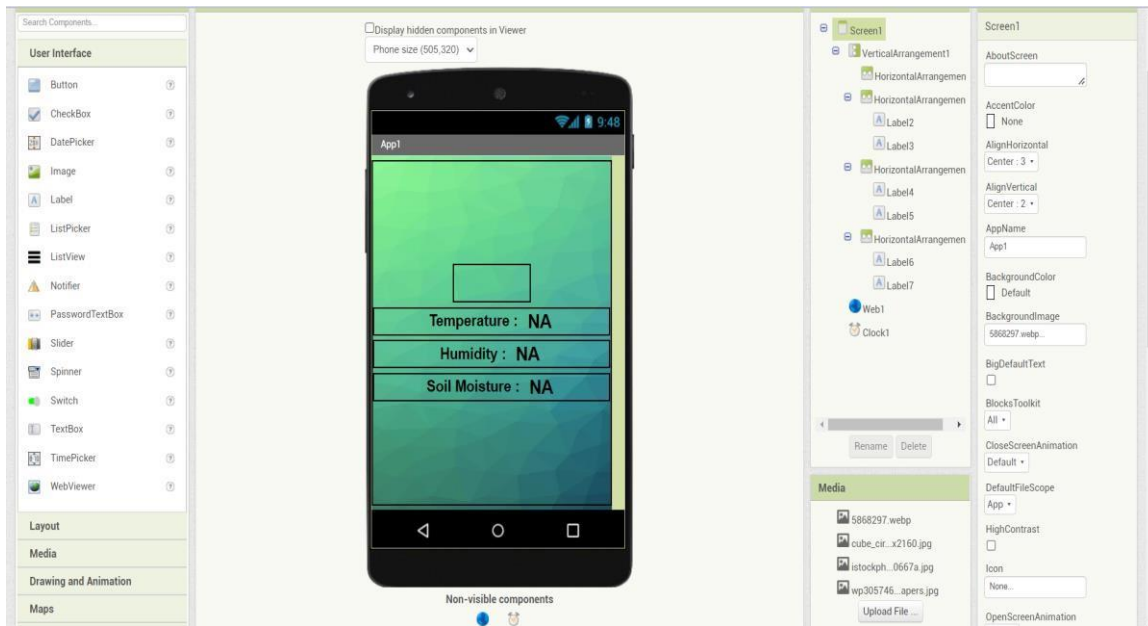 Search Components...
User Interface
Button
CheckBox
DatePicker
Image
Label
ListPicker
ListView
Notifier
PasswordTextBox
Slider
Spinner
Switch
TextBox
TimePicker
WebViewer
Layout
Media
Drawing and Animation
Maps
Display hidden components in Viewer
Phone size (505,320)
9:48
App1
Temperature : NA
Humidity : NA
Soil Moisture : NA
Non-visible components
Screen1
VerticalArrangement1
HorizontalArrangemen
HorizontalArrangemen
Label2
Label3
HorizontalArrangemen
Label4
Label5
HorizontalArrangemen
Label6
Label7
Web1
Clock1
Rename Delete
Media
5868297.webp
cube_cir...x2160.jpg
istockph...0667a.jpg
wp305746...apers.jpg
Upload File ...
Screen1
AboutScreen
AccentColor
None
AlignHorizontal
Center : 3
AlignVertical
Center : 2
AppName
App1
BackgroundColor
Default
BackgroundImage
5868297.webp...
BigDefaultText
BlocksToolkit
All
CloseScreenAnimation
Default
DefaultFileScope
App
HighContrast
Icon
None...
OpenScreenAnimation